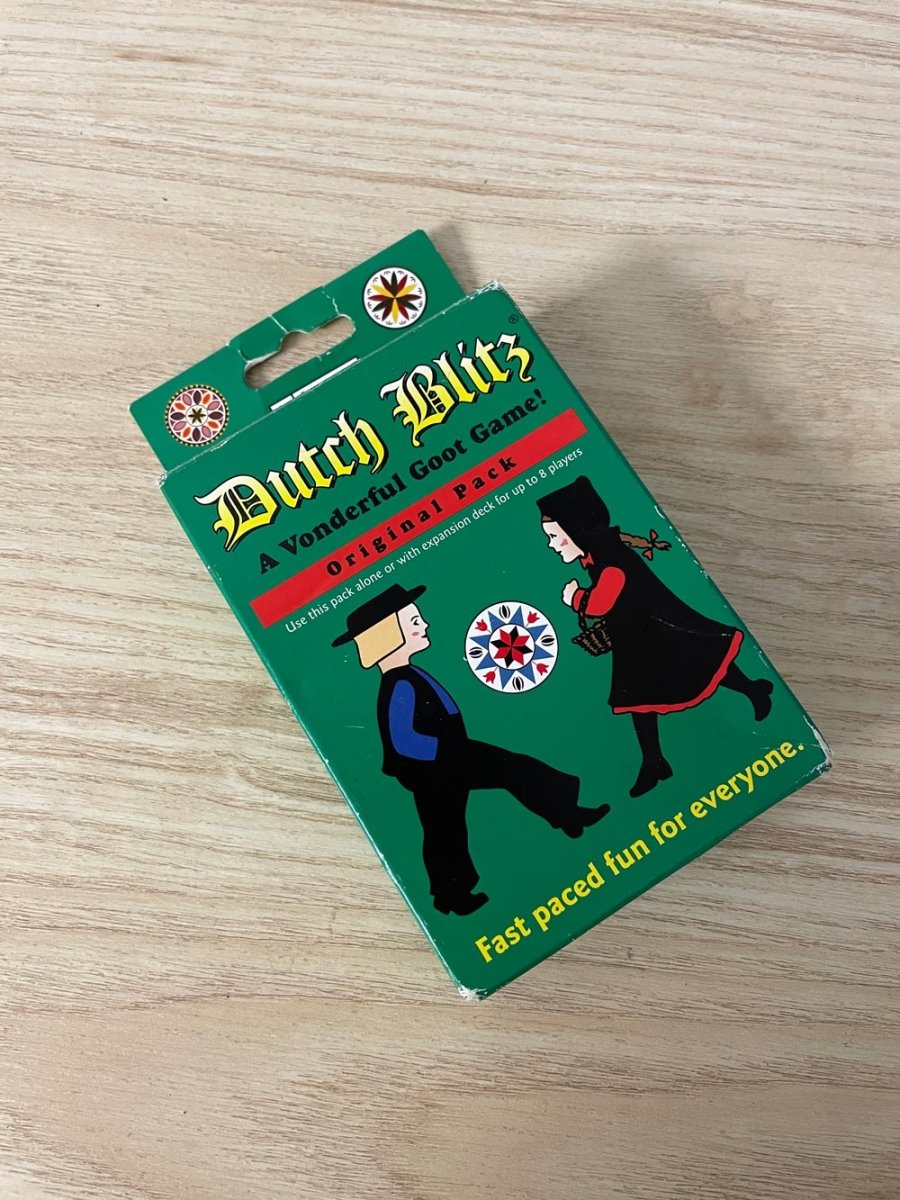 Dutch Blitz®
A Vonderful Goot Game!
Original Pack
Use this pack alone or with expansion deck for up to 8 players
Fast paced fun for everyone.